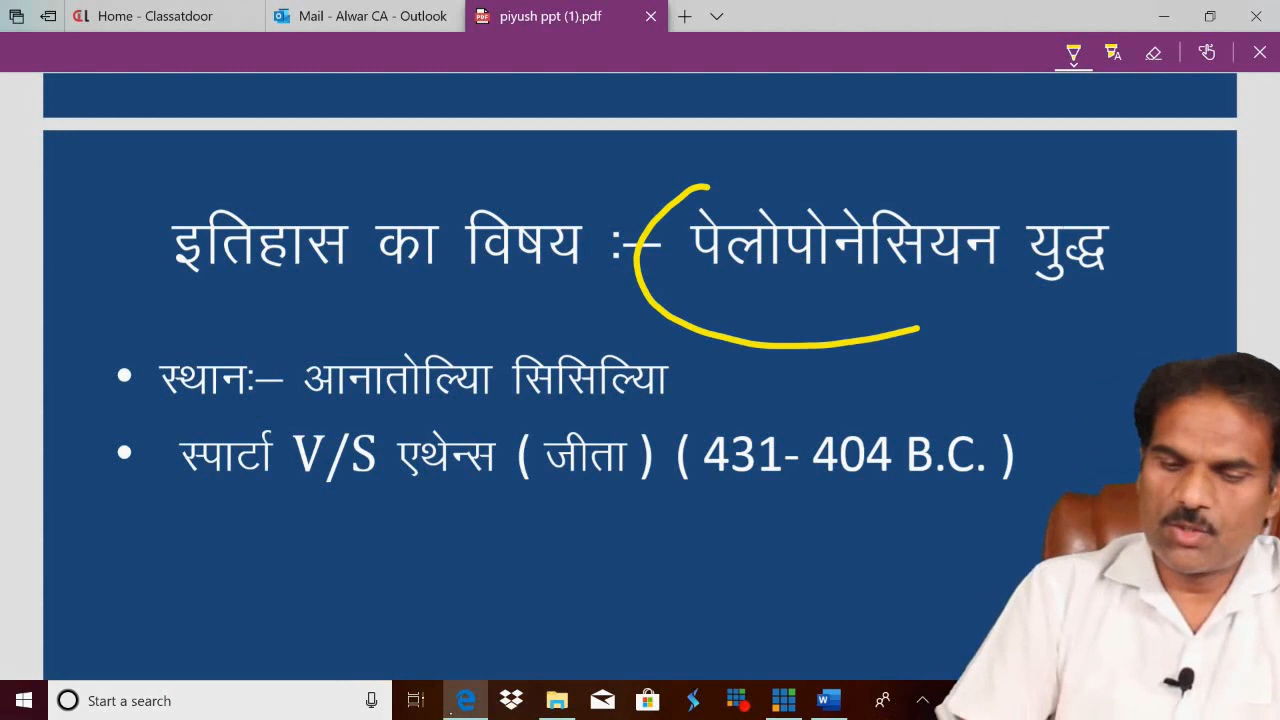 Home - Classatdoor
Mail - Alwar CA - Outlook
piyush ppt (1).pdf
इतिहास का विषय :– पेलोपोनेसियन युद्ध
• स्थानः– आनातोल्यिा सिसिल्यिा
• स्पार्टा V/S एथेन्स ( जीता ) ( 431- 404 B.C. )
Start a search